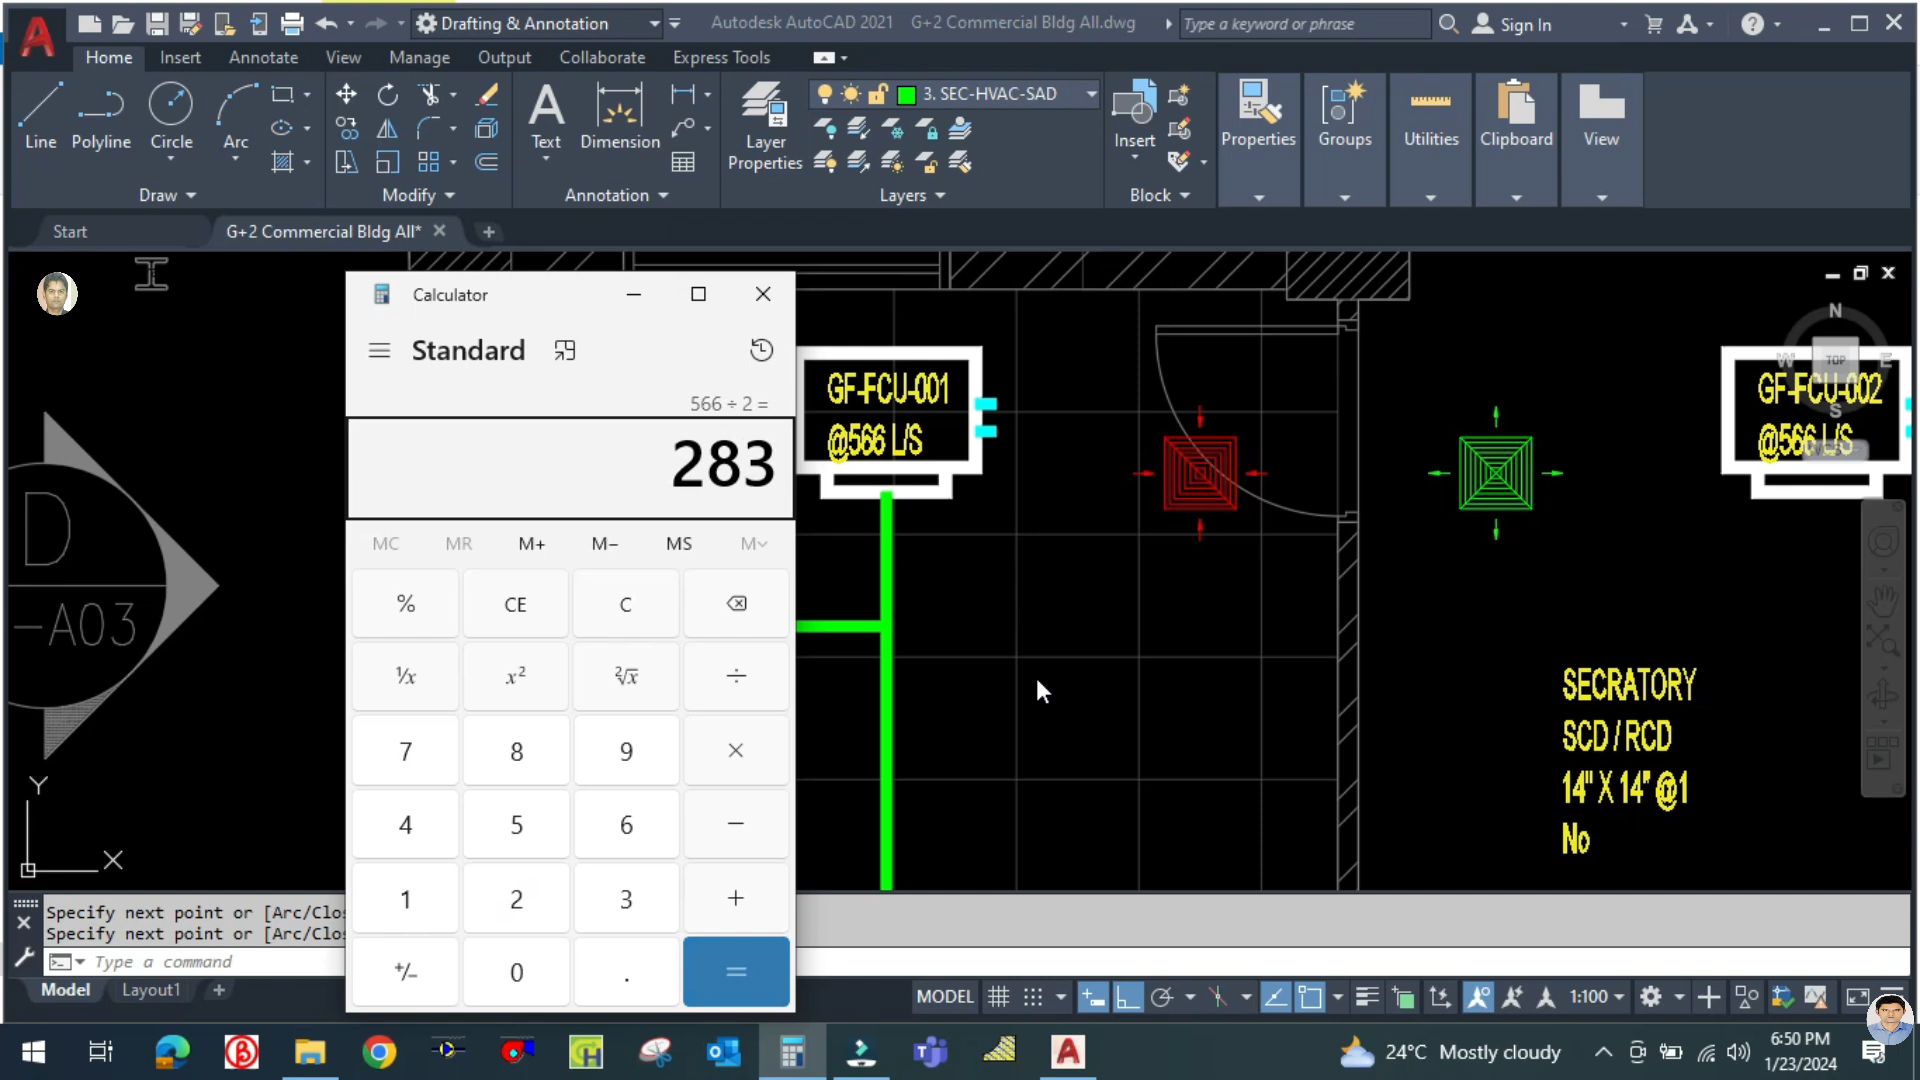 Drafting & Annotation
Autodesk AutoCAD 2021 G+2 Commercial Bldg All.dwg
Type a keyword or phrase
Sign In
Home Insert Annotate View Manage Output Collaborate Express Tools
3. SEC-HVAC-SAD
Line Polyline Circle Arc
Text Dimension
Layer
Properties
Insert
Properties Groups Utilities Clipboard View
Draw Modify Annotation Layers Block
Start G+2 Commercial Bldg All*
Calculator
Standard
566 ÷ 2 =
283
MC MR M+ M− MS M
% CE C
¹/x x² ²√x ÷
7 8 9 ×
4 5 6 −
1 2 3 +
+/− 0 . =
D
-A03
Y
X
GF-FCU-001
@566 L/S
GF-FCU-002
@566 L/S
N
W TOP E
S
SECRATORY
SCD / RCD
14" X 14" @1
No
Specify next point or [Arc/Clos
Specify next point or [Arc/Clos
Type a command
Model Layout1
MODEL 1:100
24°C Mostly cloudy
6:50 PM
1/23/2024